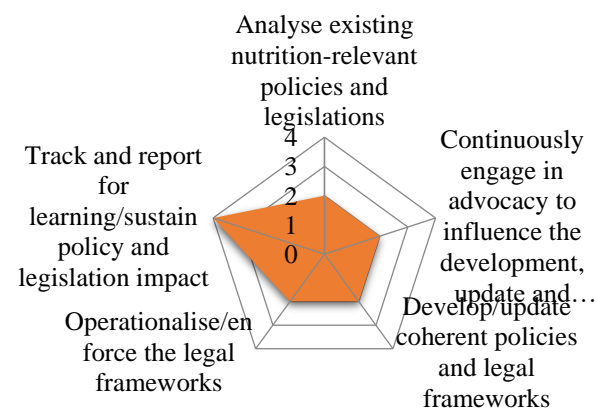 Analyse existing
nutrition-relevant
policies and
legislations
4
3
2
1
0
Continuously
engage in
advocacy to
influence the
development,
update and…
Develop/update
coherent policies
and legal
frameworks
Operationalise/en
force the legal
frameworks
Track and report
for
learning/sustain
policy and
legislation impact